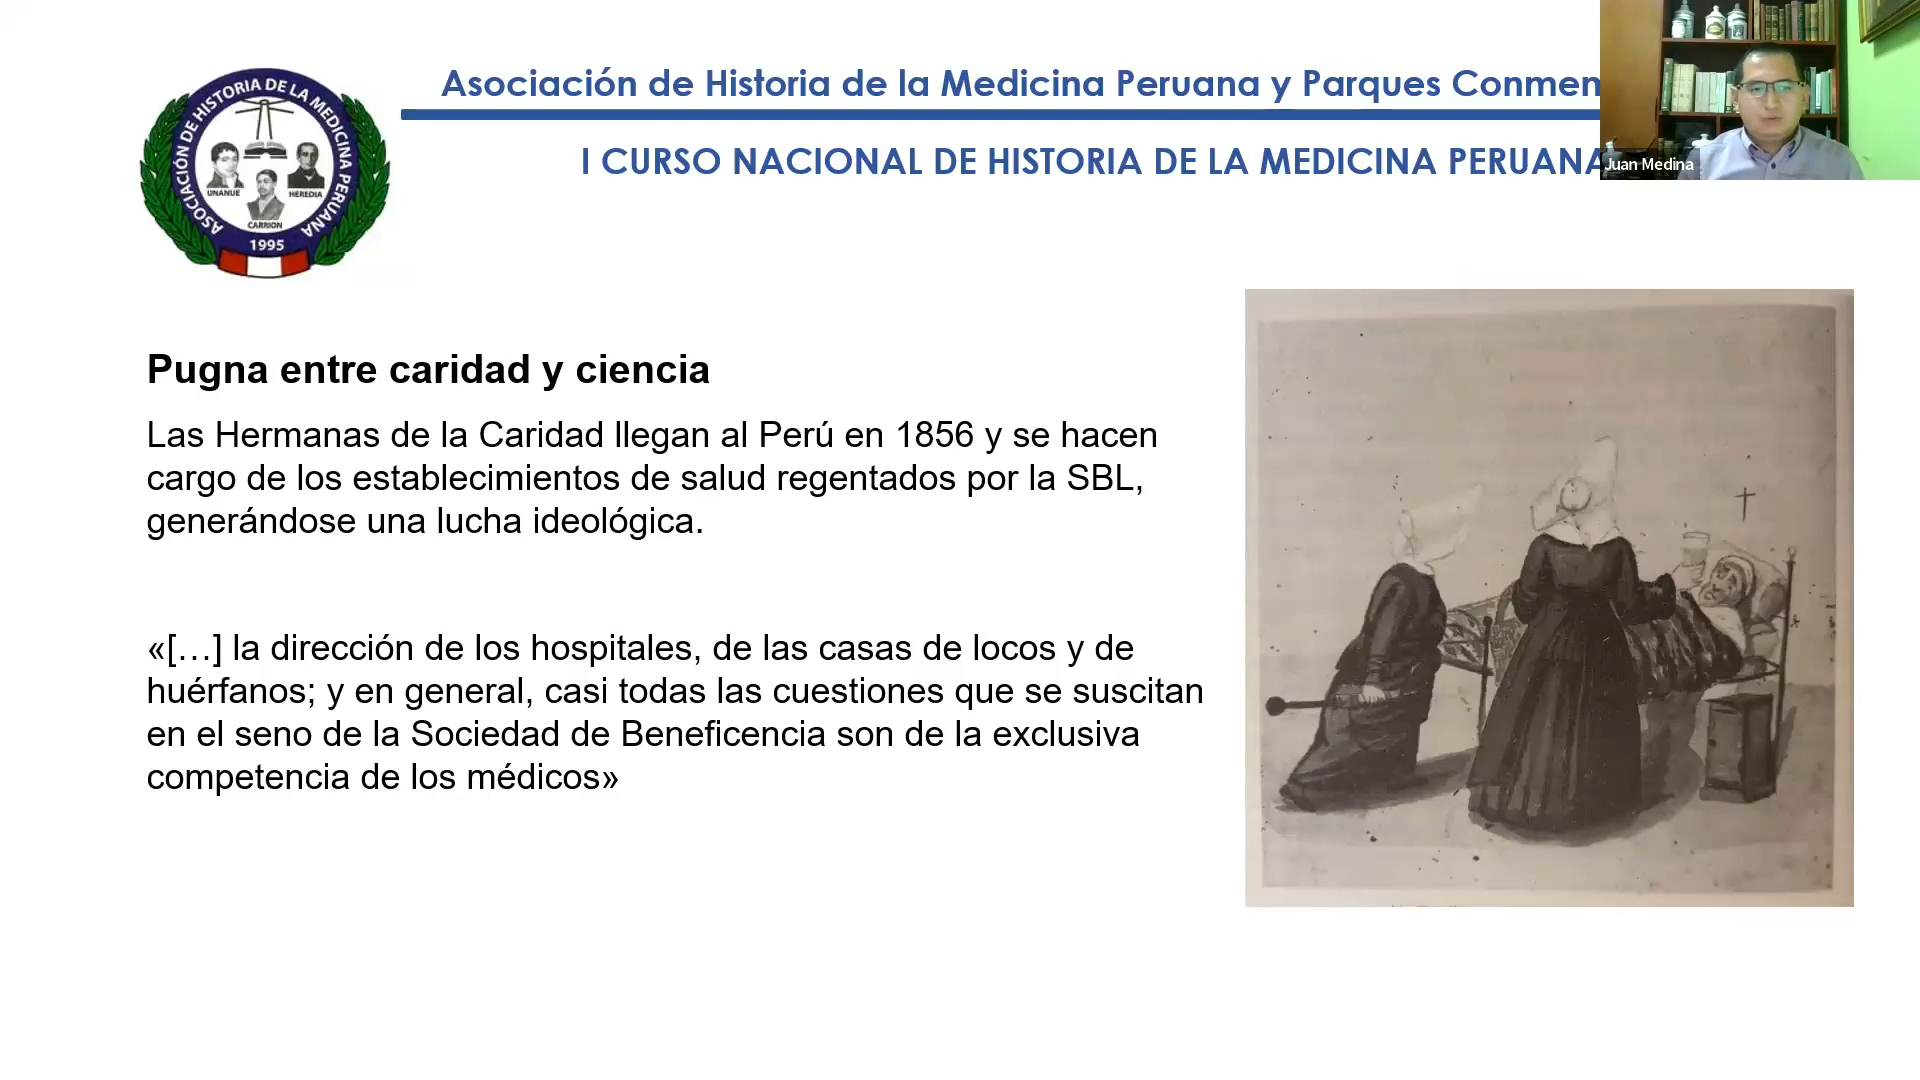 ASOCIACIÓN DE HISTORIA DE LA MEDICINA PERUANA
UNANUE
HEREDIA
CARRIÓN
1995
Asociación de Historia de la Medicina Peruana y Parques Conmen
I CURSO NACIONAL DE HISTORIA DE LA MEDICINA PERUANA
Juan Medina
Pugna entre caridad y ciencia
Las Hermanas de la Caridad llegan al Perú en 1856 y se hacen
cargo de los establecimientos de salud regentados por la SBL,
generándose una lucha ideológica.
«[…] la dirección de los hospitales, de las casas de locos y de
huérfanos; y en general, casi todas las cuestiones que se suscitan
en el seno de la Sociedad de Beneficencia son de la exclusiva
competencia de los médicos»